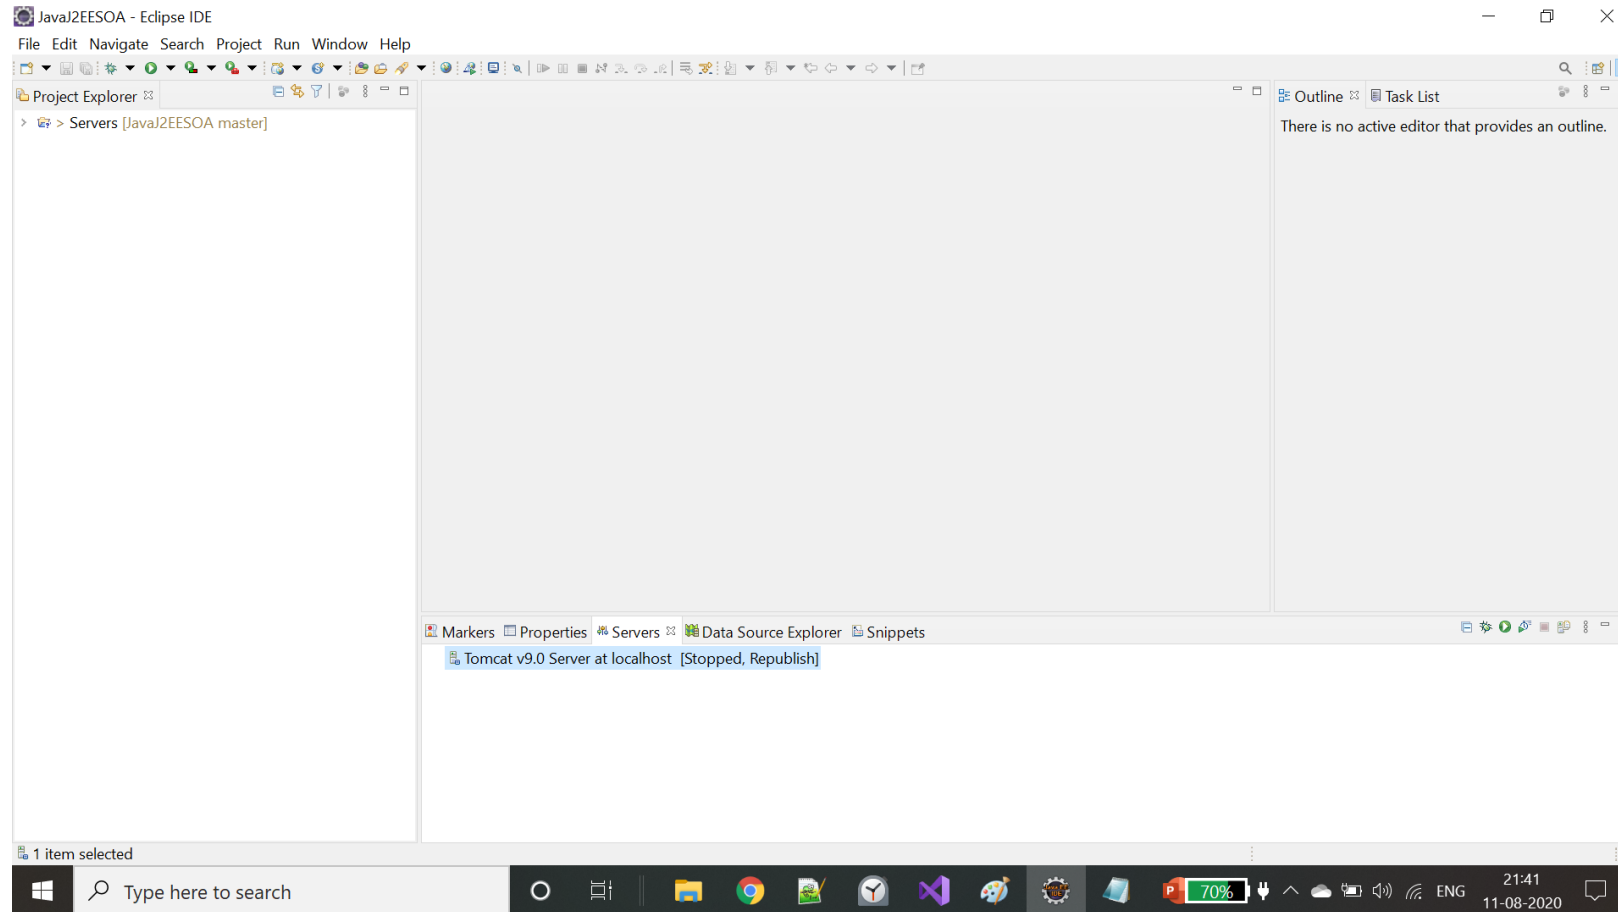 JavaJ2EESOA - Eclipse IDE
File Edit Navigate Search Project Run Window Help
Project Explorer
> Servers [JavaJ2EESOA master]
Outline Task List
There is no active editor that provides an outline.
Markers Properties Servers Data Source Explorer Snippets
Tomcat v9.0 Server at localhost [Stopped, Republish]
1 item selected
Type here to search
70%
ENG
21:41
11-08-2020